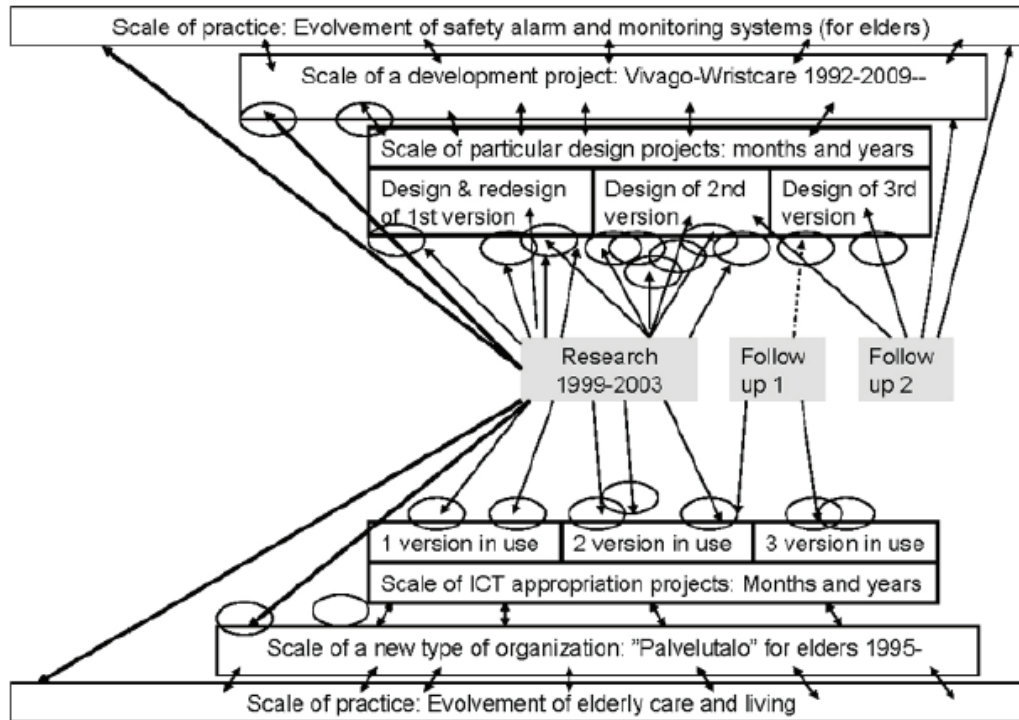 Scale of practice: Evolvement of safety alarm and monitoring systems (for elders)
Scale of a development project: Vivago-Wristcare 1992-2009--
Scale of particular design projects: months and years
Design & redesign
of 1st version
Design of 2nd
version
Design of 3rd
version
Research
1999-2003
Follow
up 1
Follow
up 2
1 version in use
2 version in use
3 version in use
Scale of ICT appropriation projects: Months and years
Scale of a new type of organization: ”Palvelutalo” for elders 1995-
Scale of practice: Evolvement of elderly care and living